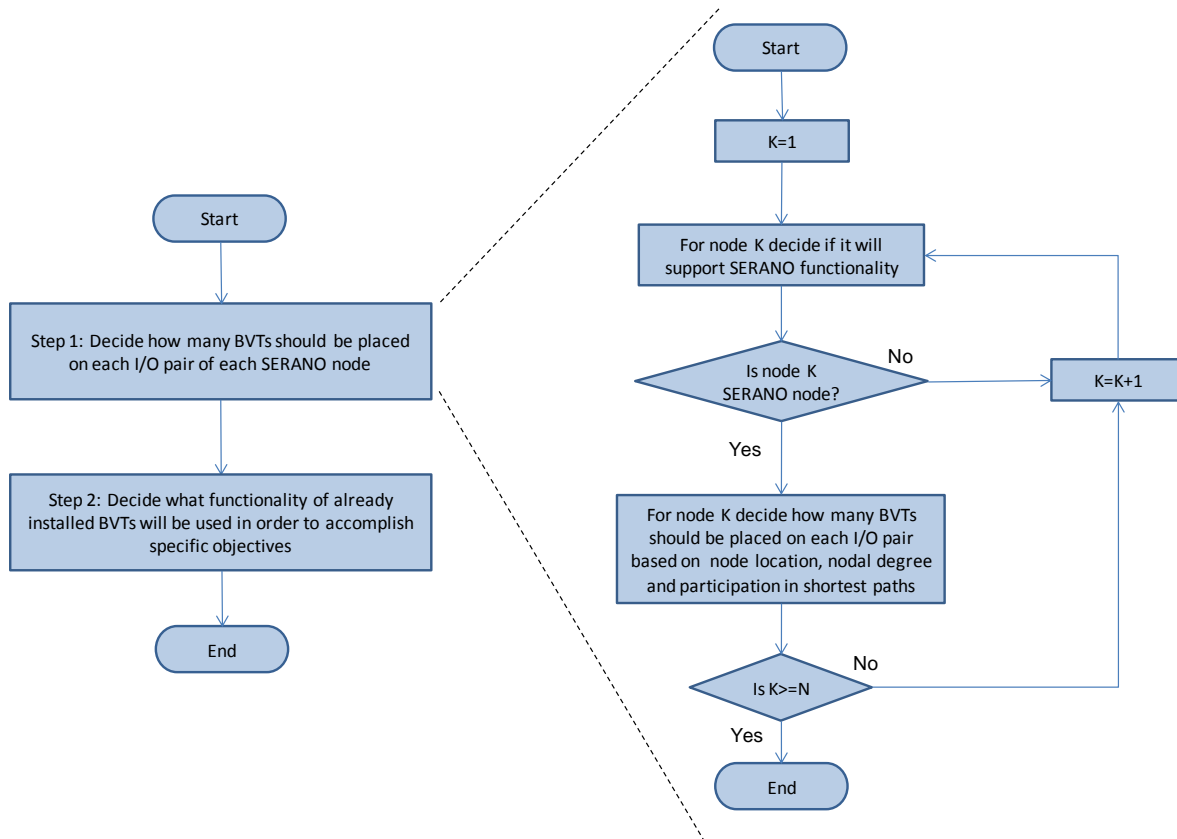 Start
Step 1: Decide how many BVTs should be placed
on each I/O pair of each SERANO node
Step 2: Decide what functionality of already
installed BVTs will be used in order to accomplish
specific objectives
End
Start
K=1
For node K decide if it will
support SERANO functionality
Is node K
SERANO node?
No
K=K+1
Yes
For node K decide how many BVTs
should be placed on each I/O pair
based on node location, nodal degree
and participation in shortest paths
Is K>=N
No
Yes
End